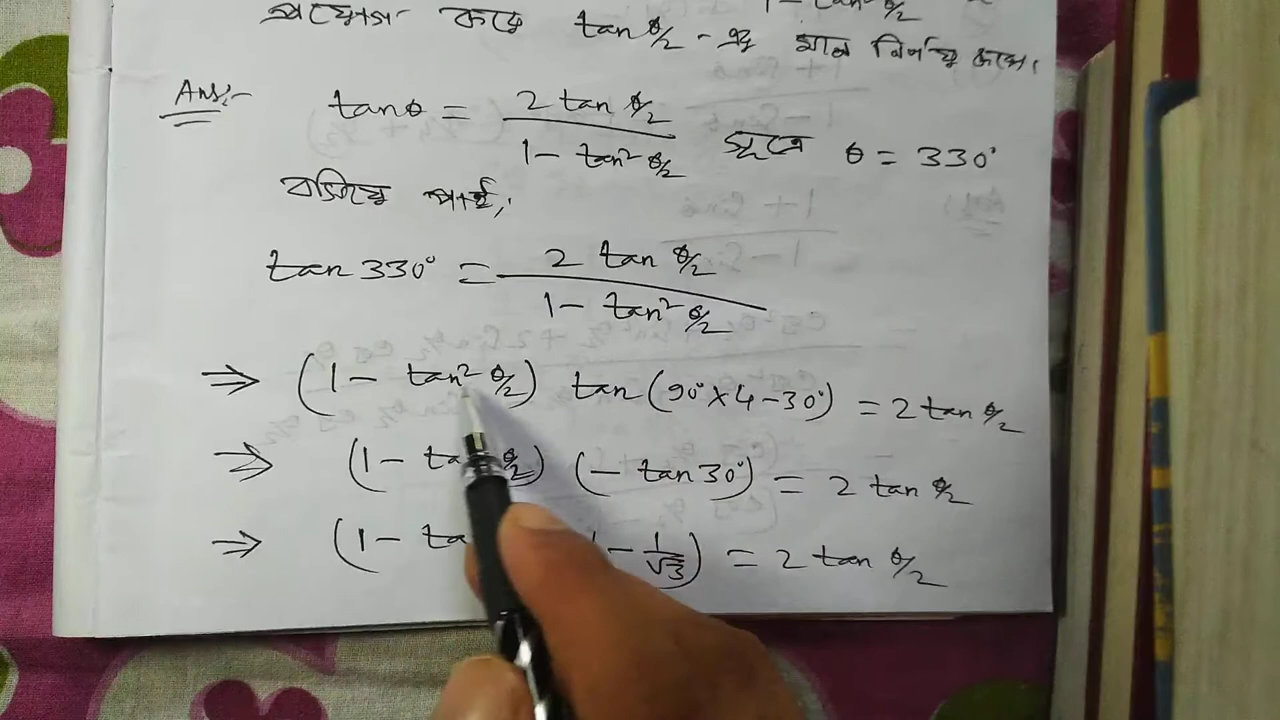 প্রয়োগ করে tan θ/2 - এর মান নির্ণয় করো।
Ans:- tanθ = 2 tan θ/2 / 1 - tan² θ/2 সূত্রে θ = 330°
বসিয়ে পাই,
tan 330° = 2 tan θ/2 / 1 - tan² θ/2
⇒ (1 - tan² θ/2) tan (90° × 4 - 30°) = 2 tan θ/2
⇒ (1 - ta θ/2) (- tan 30°) = 2 tan θ/2
⇒ (1 - ta - 1/√3) = 2 tan θ/2